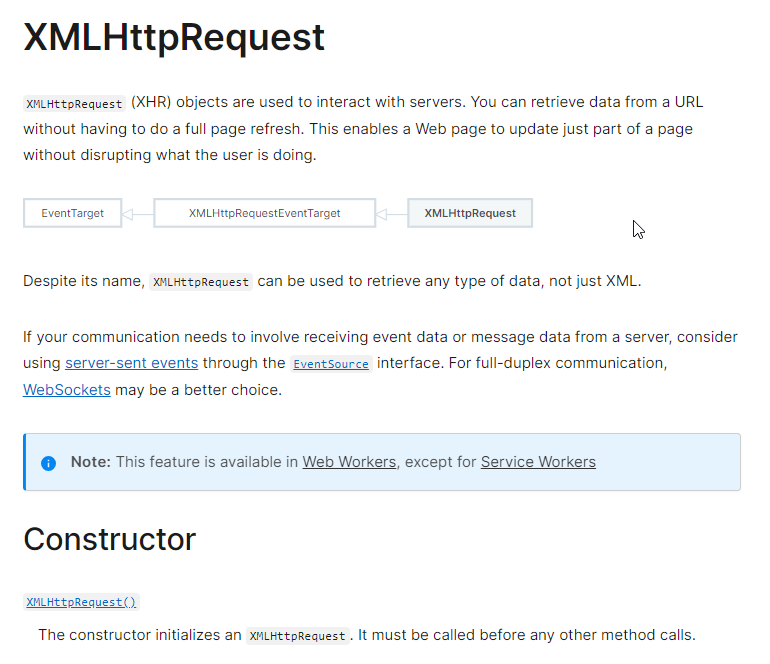 XMLHttpRequest
XMLHttpRequest (XHR) objects are used to interact with servers. You can retrieve data from a URL
without having to do a full page refresh. This enables a Web page to update just part of a page
without disrupting what the user is doing.
EventTarget XMLHttpRequestEventTarget XMLHttpRequest
Despite its name, XMLHttpRequest can be used to retrieve any type of data, not just XML.
If your communication needs to involve receiving event data or message data from a server, consider
using server-sent events through the EventSource interface. For full-duplex communication,
WebSockets may be a better choice.
Note: This feature is available in Web Workers, except for Service Workers
Constructor
XMLHttpRequest()
The constructor initializes an XMLHttpRequest. It must be called before any other method calls.